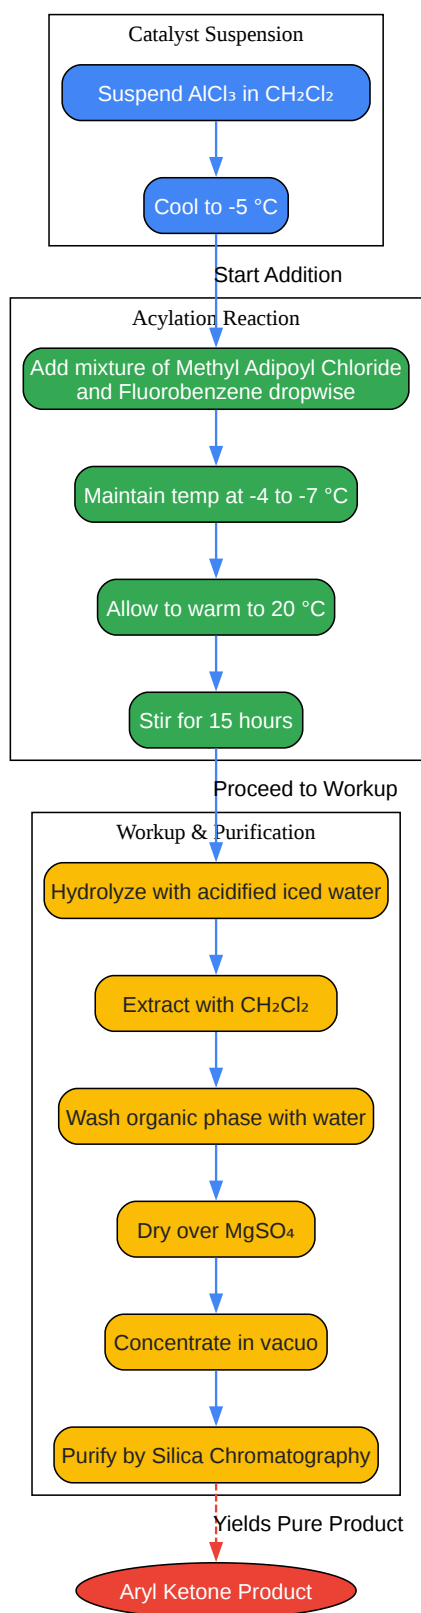 Catalyst Suspension
Suspend AlCl₃ in CH₂Cl₂
Cool to -5 °C
Start Addition
Acylation Reaction
Add mixture of Methyl Adipoyl Chloride
and Fluorobenzene dropwise
Maintain temp at -4 to -7 °C
Allow to warm to 20 °C
Stir for 15 hours
Proceed to Workup
Workup & Purification
Hydrolyze with acidified iced water
Extract with CH₂Cl₂
Wash organic phase with water
Dry over MgSO₄
Concentrate in vacuo
Purify by Silica Chromatography
Yields Pure Product
Aryl Ketone Product